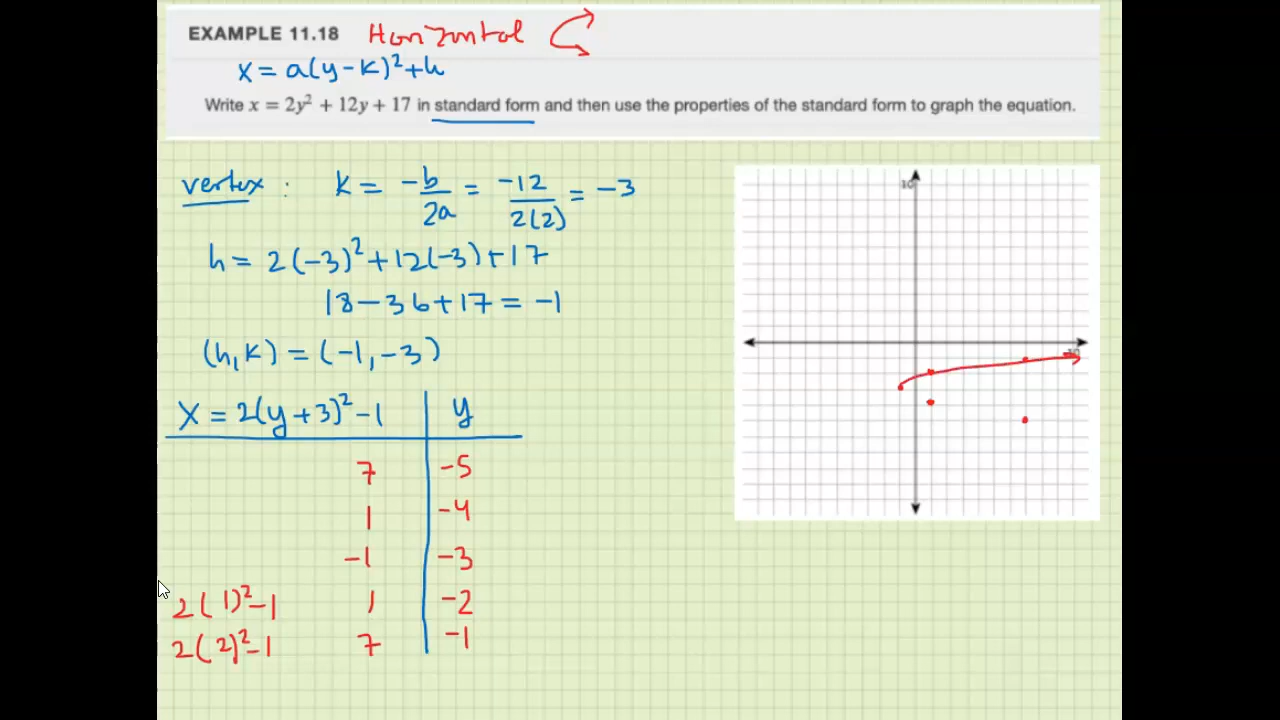 EXAMPLE 11.18 Horizontal
x = a(y-k)²+h
Write x = 2y² + 12y + 17 in standard form and then use the properties of the standard form to graph the equation.
vertex : k = -b/2a = -12/2(2) = -3
h = 2(-3)²+12(-3)+17
18-36+17 = -1
(h,k) = (-1,-3)
x = 2(y+3)²-1 y
7 -5
1 -4
-1 -3
2(1)²-1 1 -2
2(2)²-1 7 -1
10
10